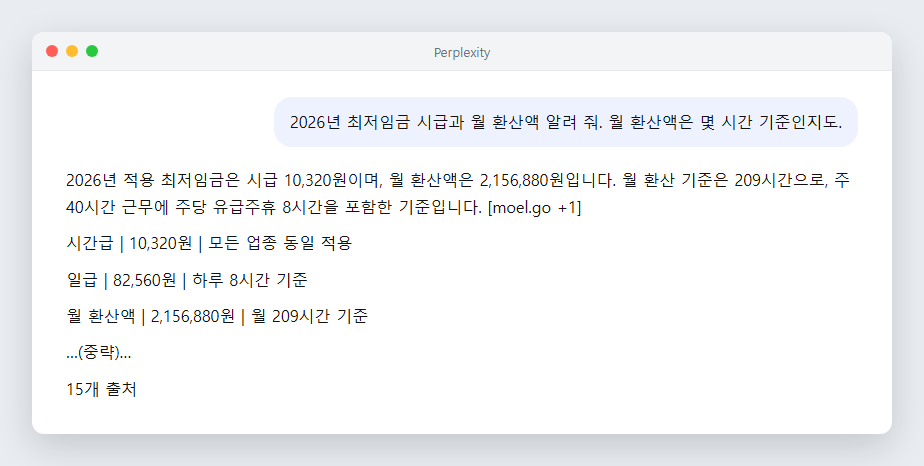 Perplexity
2026년 최저임금 시급과 월 환산액 알려 줘. 월 환산액은 몇 시간 기준인지도.
2026년 적용 최저임금은 시급 10,320원이며, 월 환산액은 2,156,880원입니다. 월 환산 기준은 209시간으로, 주
40시간 근무에 주당 유급주휴 8시간을 포함한 기준입니다. [moel.go +1]
시간급 | 10,320원 | 모든 업종 동일 적용
일급 | 82,560원 | 하루 8시간 기준
월 환산액 | 2,156,880원 | 월 209시간 기준
...(중략)...
15개 출처